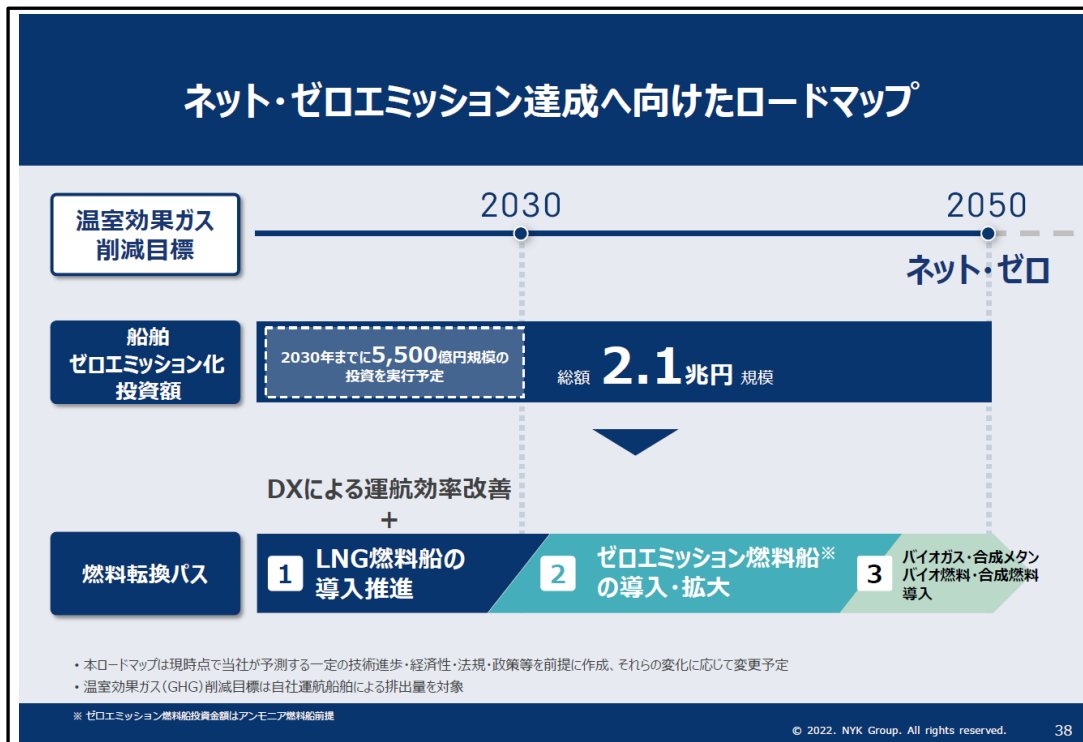 ネット・ゼロエミッション達成へ向けたロードマップ
温室効果ガス
削減目標
2030
2050
ネット・ゼロ
船舶
ゼロエミッション化
投資額
2030年までに5,500億円規模の
投資を実行予定
総額 2.1兆円 規模
DXによる運航効率改善
+
燃料転換パス
1 LNG燃料船の
導入推進
2 ゼロエミッション燃料船※
の導入・拡大
3 バイオガス・合成メタン
バイオ燃料・合成燃料
導入
・本ロードマップは現時点で当社が予測する一定の技術進歩・経済性・法規・政策等を前提に作成、それらの変化に応じて変更予定
・温室効果ガス(GHG)削減目標は自社運航船舶による排出量を対象
※ ゼロエミッション燃料船投資金額はアンモニア燃料船前提
© 2022. NYK Group. All rights reserved. 38